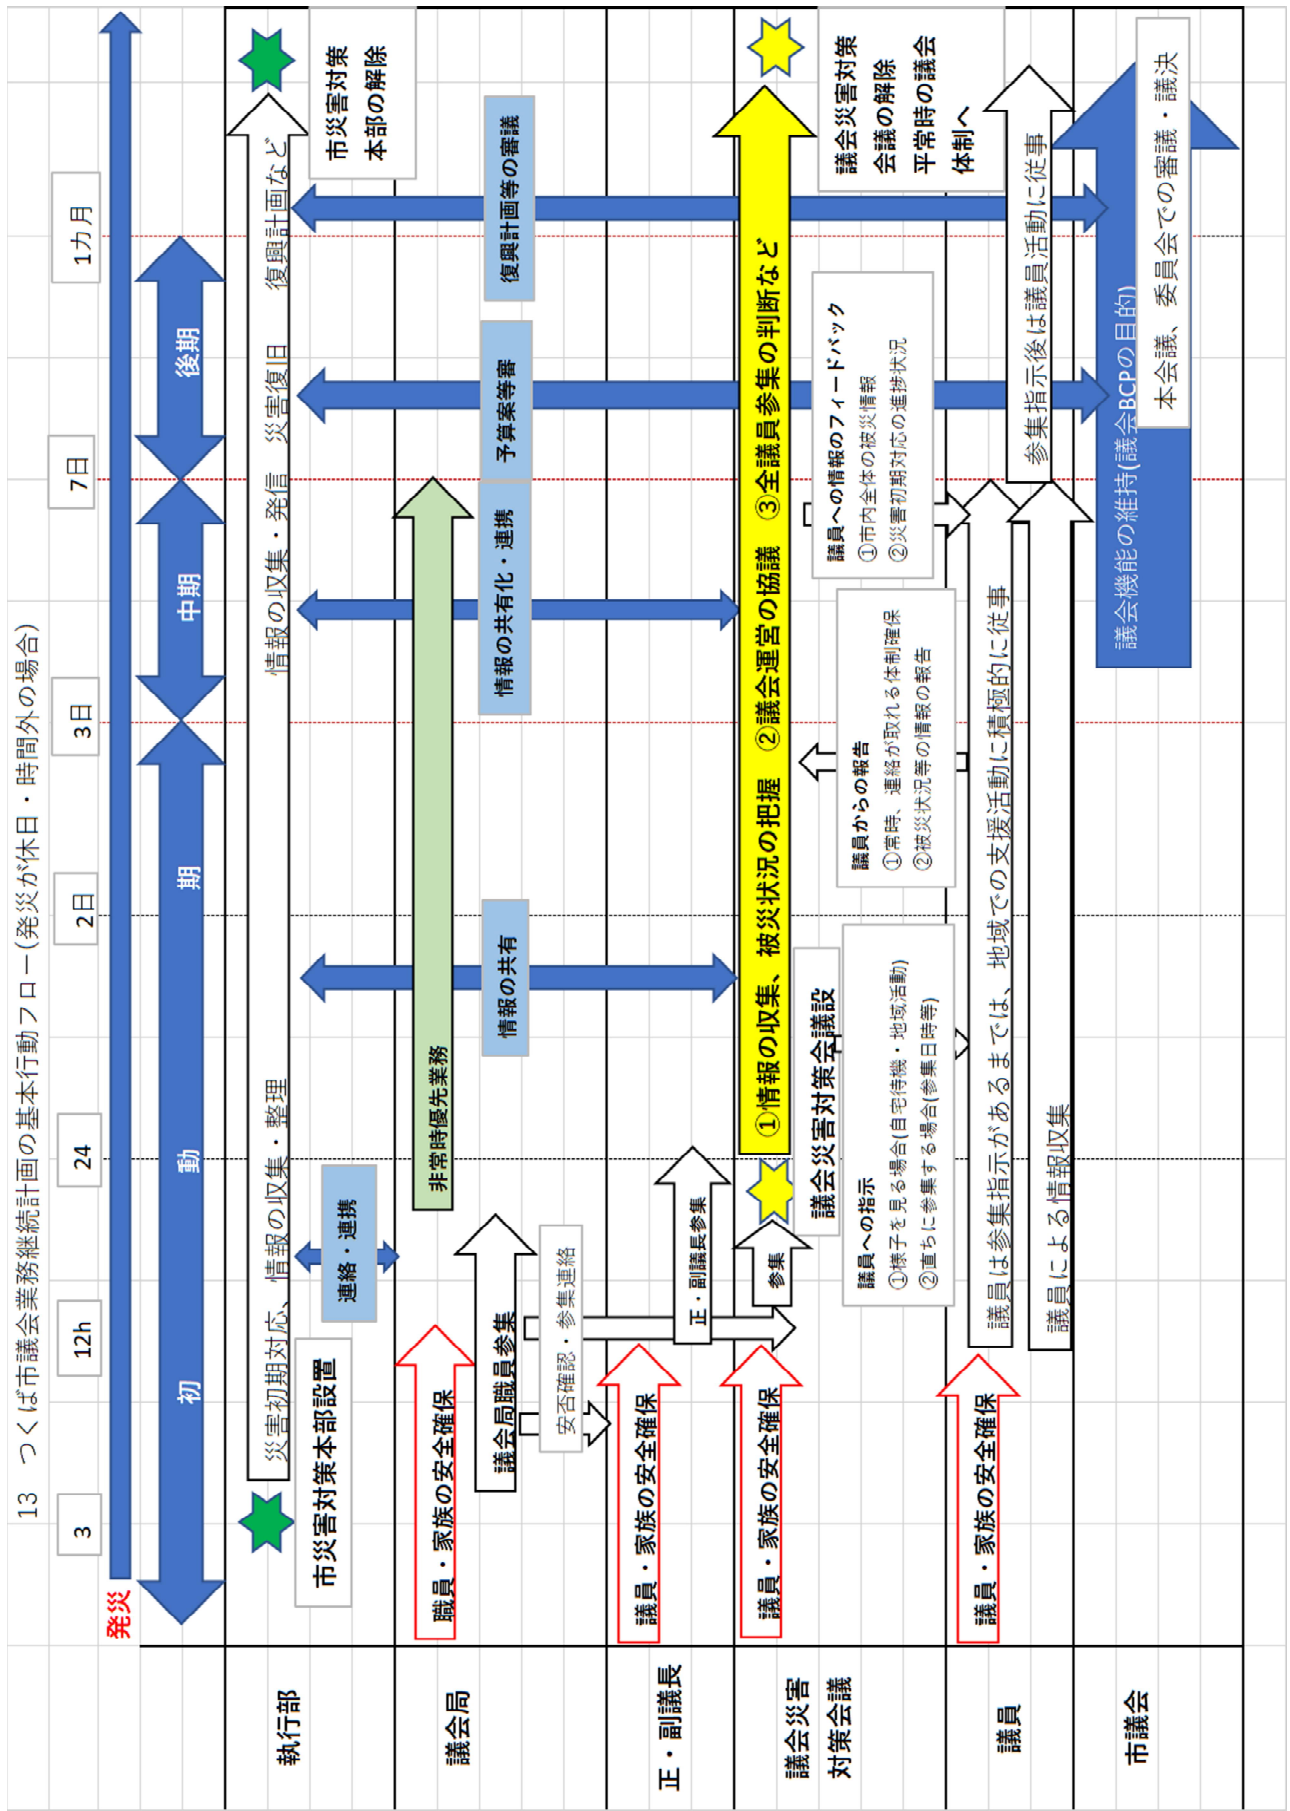 13　つくば市議会業務継続計画の基本行動フロー(発災が休日・時間外の場合)
3
12h
24
2日
3日
7日
1カ月
発災
初
動
期
中期
後期
執行部
災害初期対応、情報の収集・整理
情報の収集・発信
災害復旧
復興計画など
市災害対策本部設置
連絡・連携
市災害対策
本部の解除
議会局
職員・家族の安全確保
非常時優先業務
議会局職員参集
安否確認・参集連絡
情報の共有
情報の共有化・連携
予算案等審
復興計画等の審議
正・副議長
議員・家族の安全確保
正・副議長参集
議会災害
対策会議
議員・家族の安全確保
参集
①情報の収集、被災状況の把握　②議会運営の協議　③全議員参集の判断など
議会災害対策会議設
議員への指示
①様子を見る場合(自宅待機・地域活動)
②直ちに参集する場合(参集日時等)
議員からの報告
①常時、連絡が取れる体制確保
②被災状況等の情報の報告
議員への情報のフィードバック
①市内全体の被災情報
②災害初期対応の進捗状況
議会災害対策
会議の解除
平常時の議会
体制へ
議員
議員・家族の安全確保
議員は参集指示があるまでは、地域での支援活動に積極的に従事
議員による情報収集
参集指示後は議員活動に従事
市議会
議会機能の維持(議会BCPの目的)
本会議、委員会での審議・議決